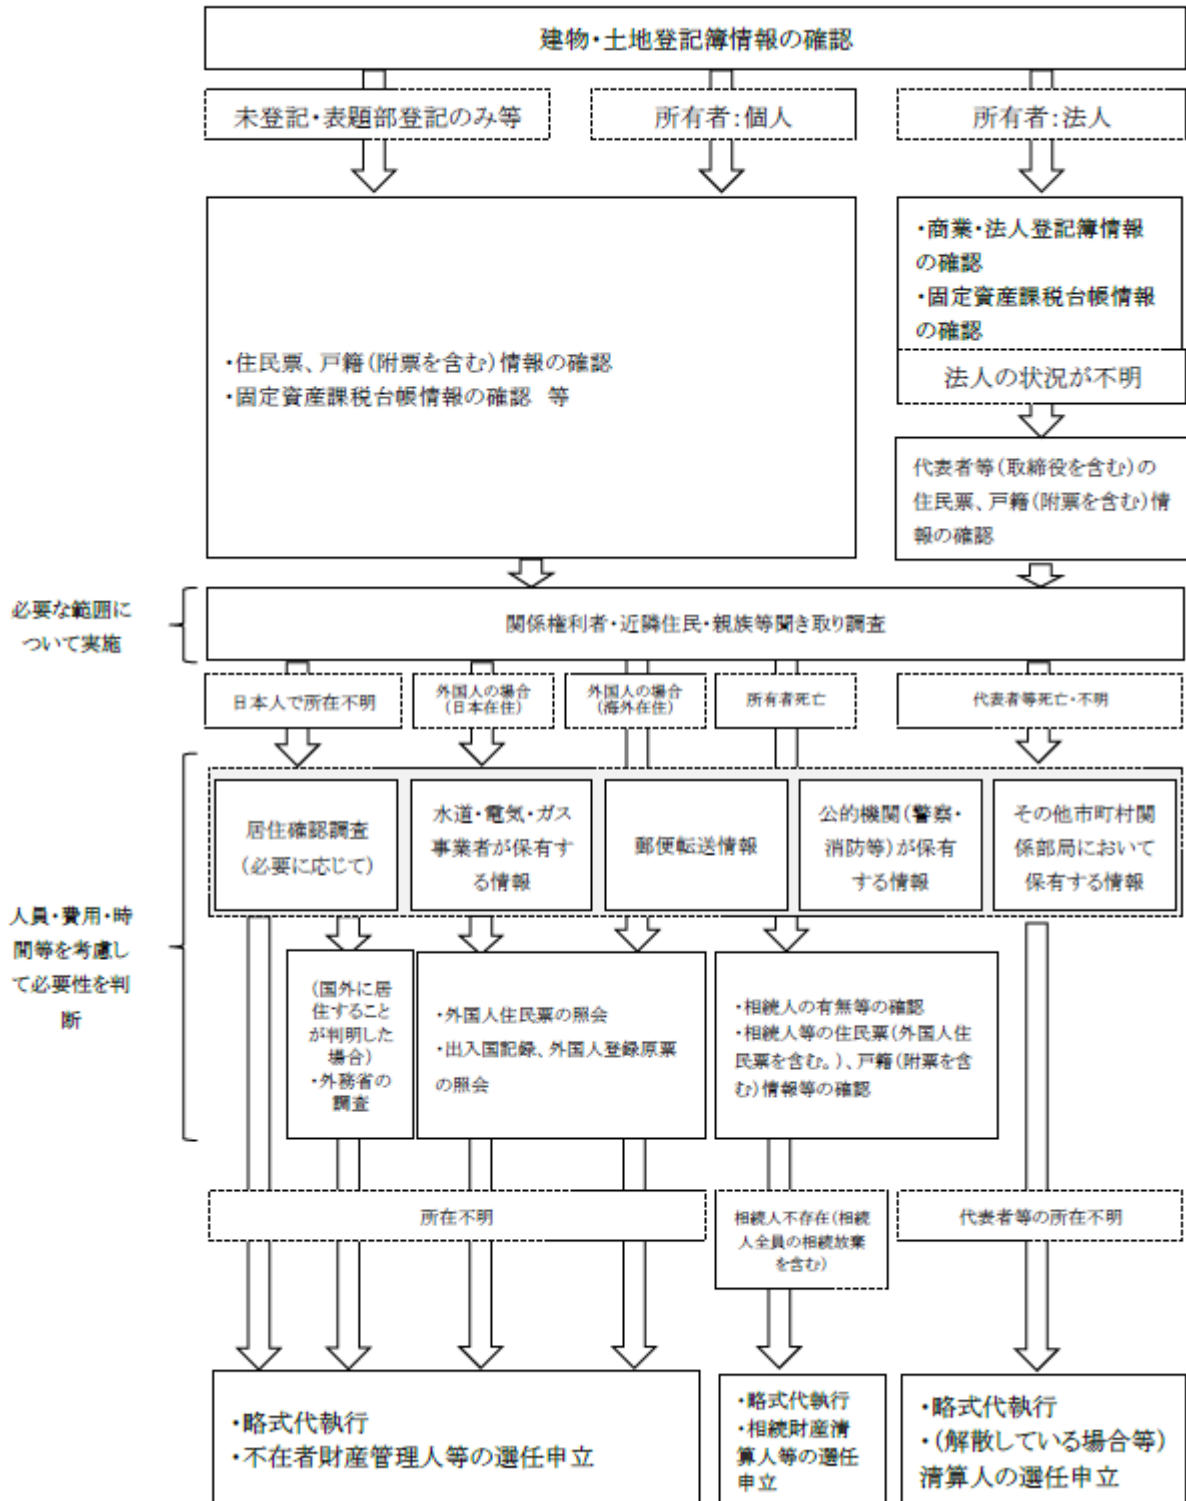 建物・土地登記簿情報の確認
未登記・表題部登記のみ等
所有者：個人
所有者：法人
・住民票、戸籍（附票を含む）情報の確認
・固定資産課税台帳情報の確認　等
・商業・法人登記簿情報
の確認
・固定資産課税台帳情報
の確認
法人の状況が不明
代表者等（取締役を含む）の
住民票、戸籍（附票を含む）情
報の確認
必要な範囲に
ついて実施
関係権利者・近隣住民・親族等聞き取り調査
日本人で所在不明
外国人の場合
（日本在住）
外国人の場合
（海外在住）
所有者死亡
代表者等死亡・不明
人員・費用・時
間等を考慮し
て必要性を判
断
居住確認調査
（必要に応じて）
水道・電気・ガス
事業者が保有す
る情報
郵便転送情報
公的機関（警察・
消防等）が保有
する情報
その他市町村関
係部局において
保有する情報
（国外に居
住すること
が判明した
場合）
・外務省の
調査
・外国人住民票の照会
・出入国記録、外国人登録原票
の照会
・相続人の有無等の確認
・相続人等の住民票（外国人住
民票を含む。）、戸籍（附票を含
む）情報等の確認
所在不明
相続人不存在（相続
人全員の相続放棄
を含む）
代表者等の所在不明
・略式代執行
・不在者財産管理人等の選任申立
・略式代執行
・相続財産清
算人等の選任
申立
・略式代執行
・（解散している場合等）
清算人の選任申立